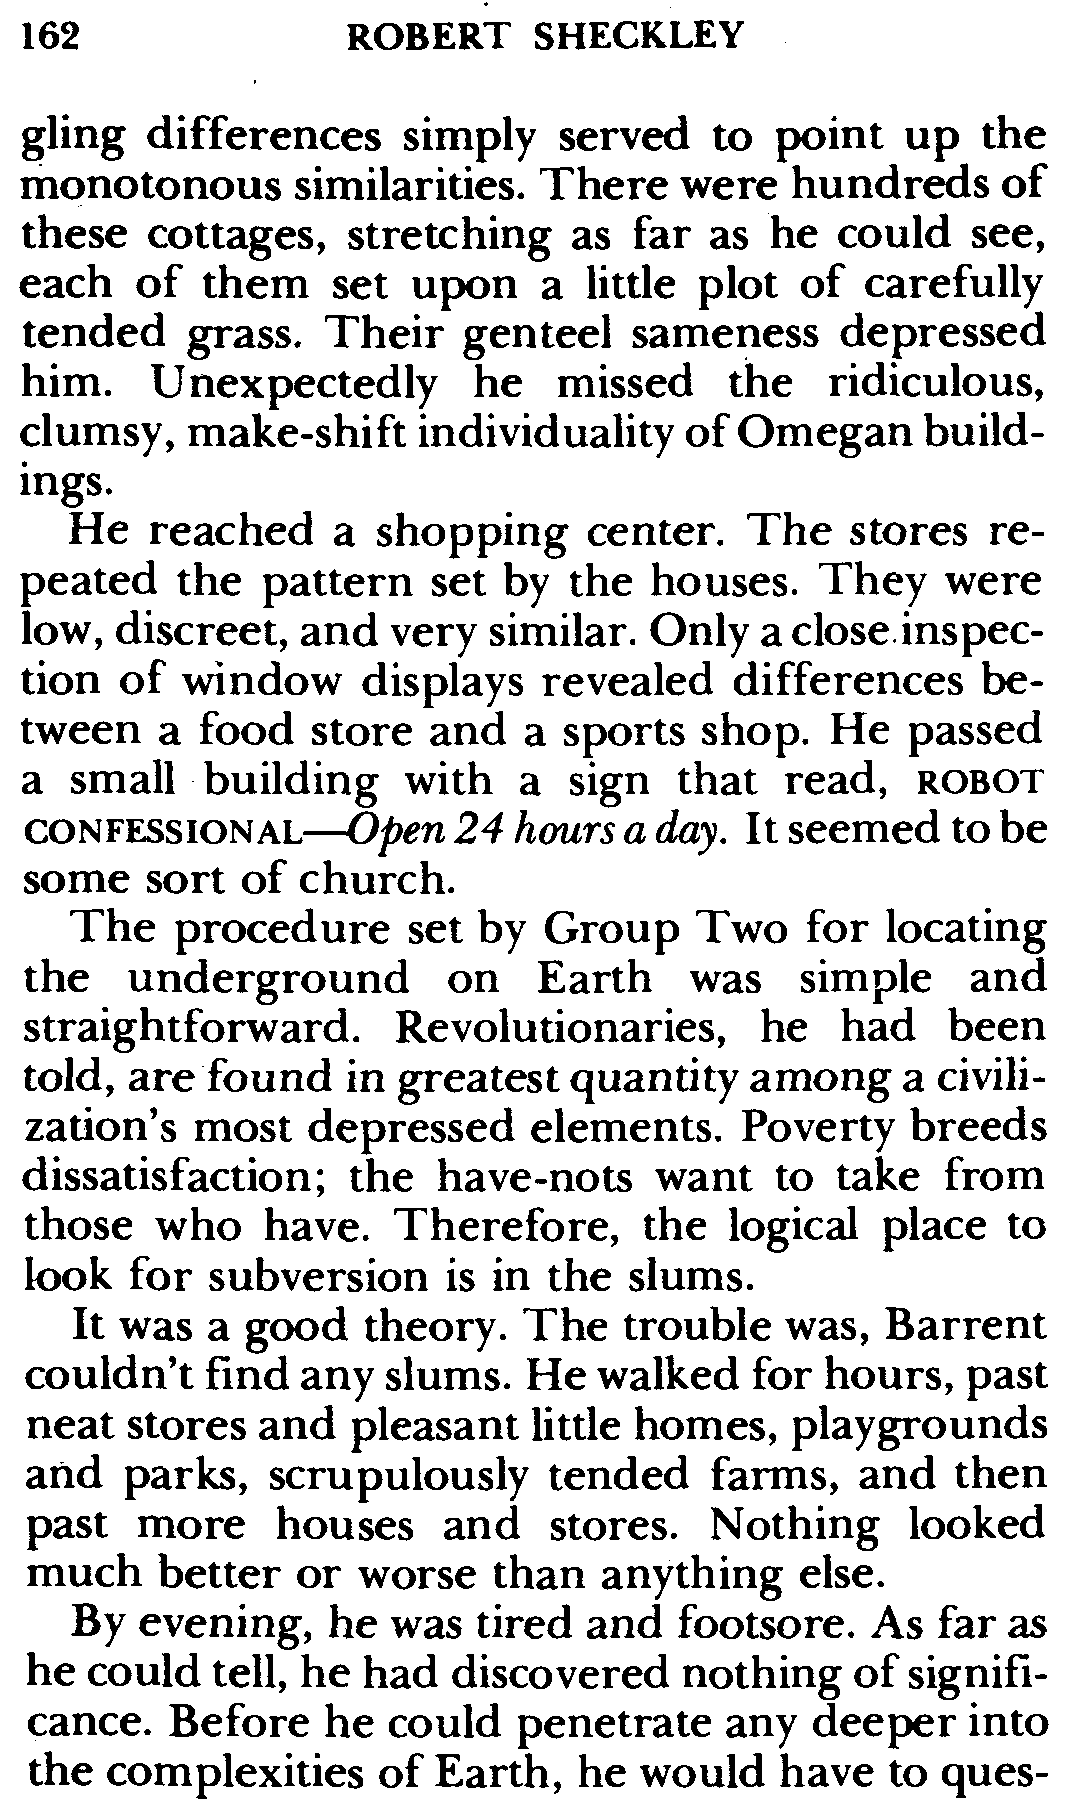 162 ROBERT SHECKLEY
gling differences simply served to point up the
monotonous similarities. There were hundreds of
these cottages, stretching as far as he could see,
each of them set upon a little plot of carefully
tended grass. Their genteel sameness depressed
him. Unexpectedly he missed the ridiculous,
clumsy, make-shift individuality of Omegan build-
ings.
He reached a shopping center. The stores re-
peated the pattern set by the houses. They were
low, discreet, and very similar. Only a close inspec-
tion of window displays revealed differences be-
tween a food store and a sports shop. He passed
a small building with a sign that read, ROBOT
CONFESSIONAL—Open 24 hours a day. It seemed to be
some sort of church.
The procedure set by Group Two for locating
the underground on Earth was simple and
straightforward. Revolutionaries, he had been
told, are found in greatest quantity among a civili-
zation's most depressed elements. Poverty breeds
dissatisfaction; the have-nots want to take from
those who have. Therefore, the logical place to
look for subversion is in the slums.
It was a good theory. The trouble was, Barrent
couldn't find any slums. He walked for hours, past
neat stores and pleasant little homes, playgrounds
and parks, scrupulously tended farms, and then
past more houses and stores. Nothing looked
much better or worse than anything else.
By evening, he was tired and footsore. As far as
he could tell, he had discovered nothing of signifi-
cance. Before he could penetrate any deeper into
the complexities of Earth, he would have to ques-